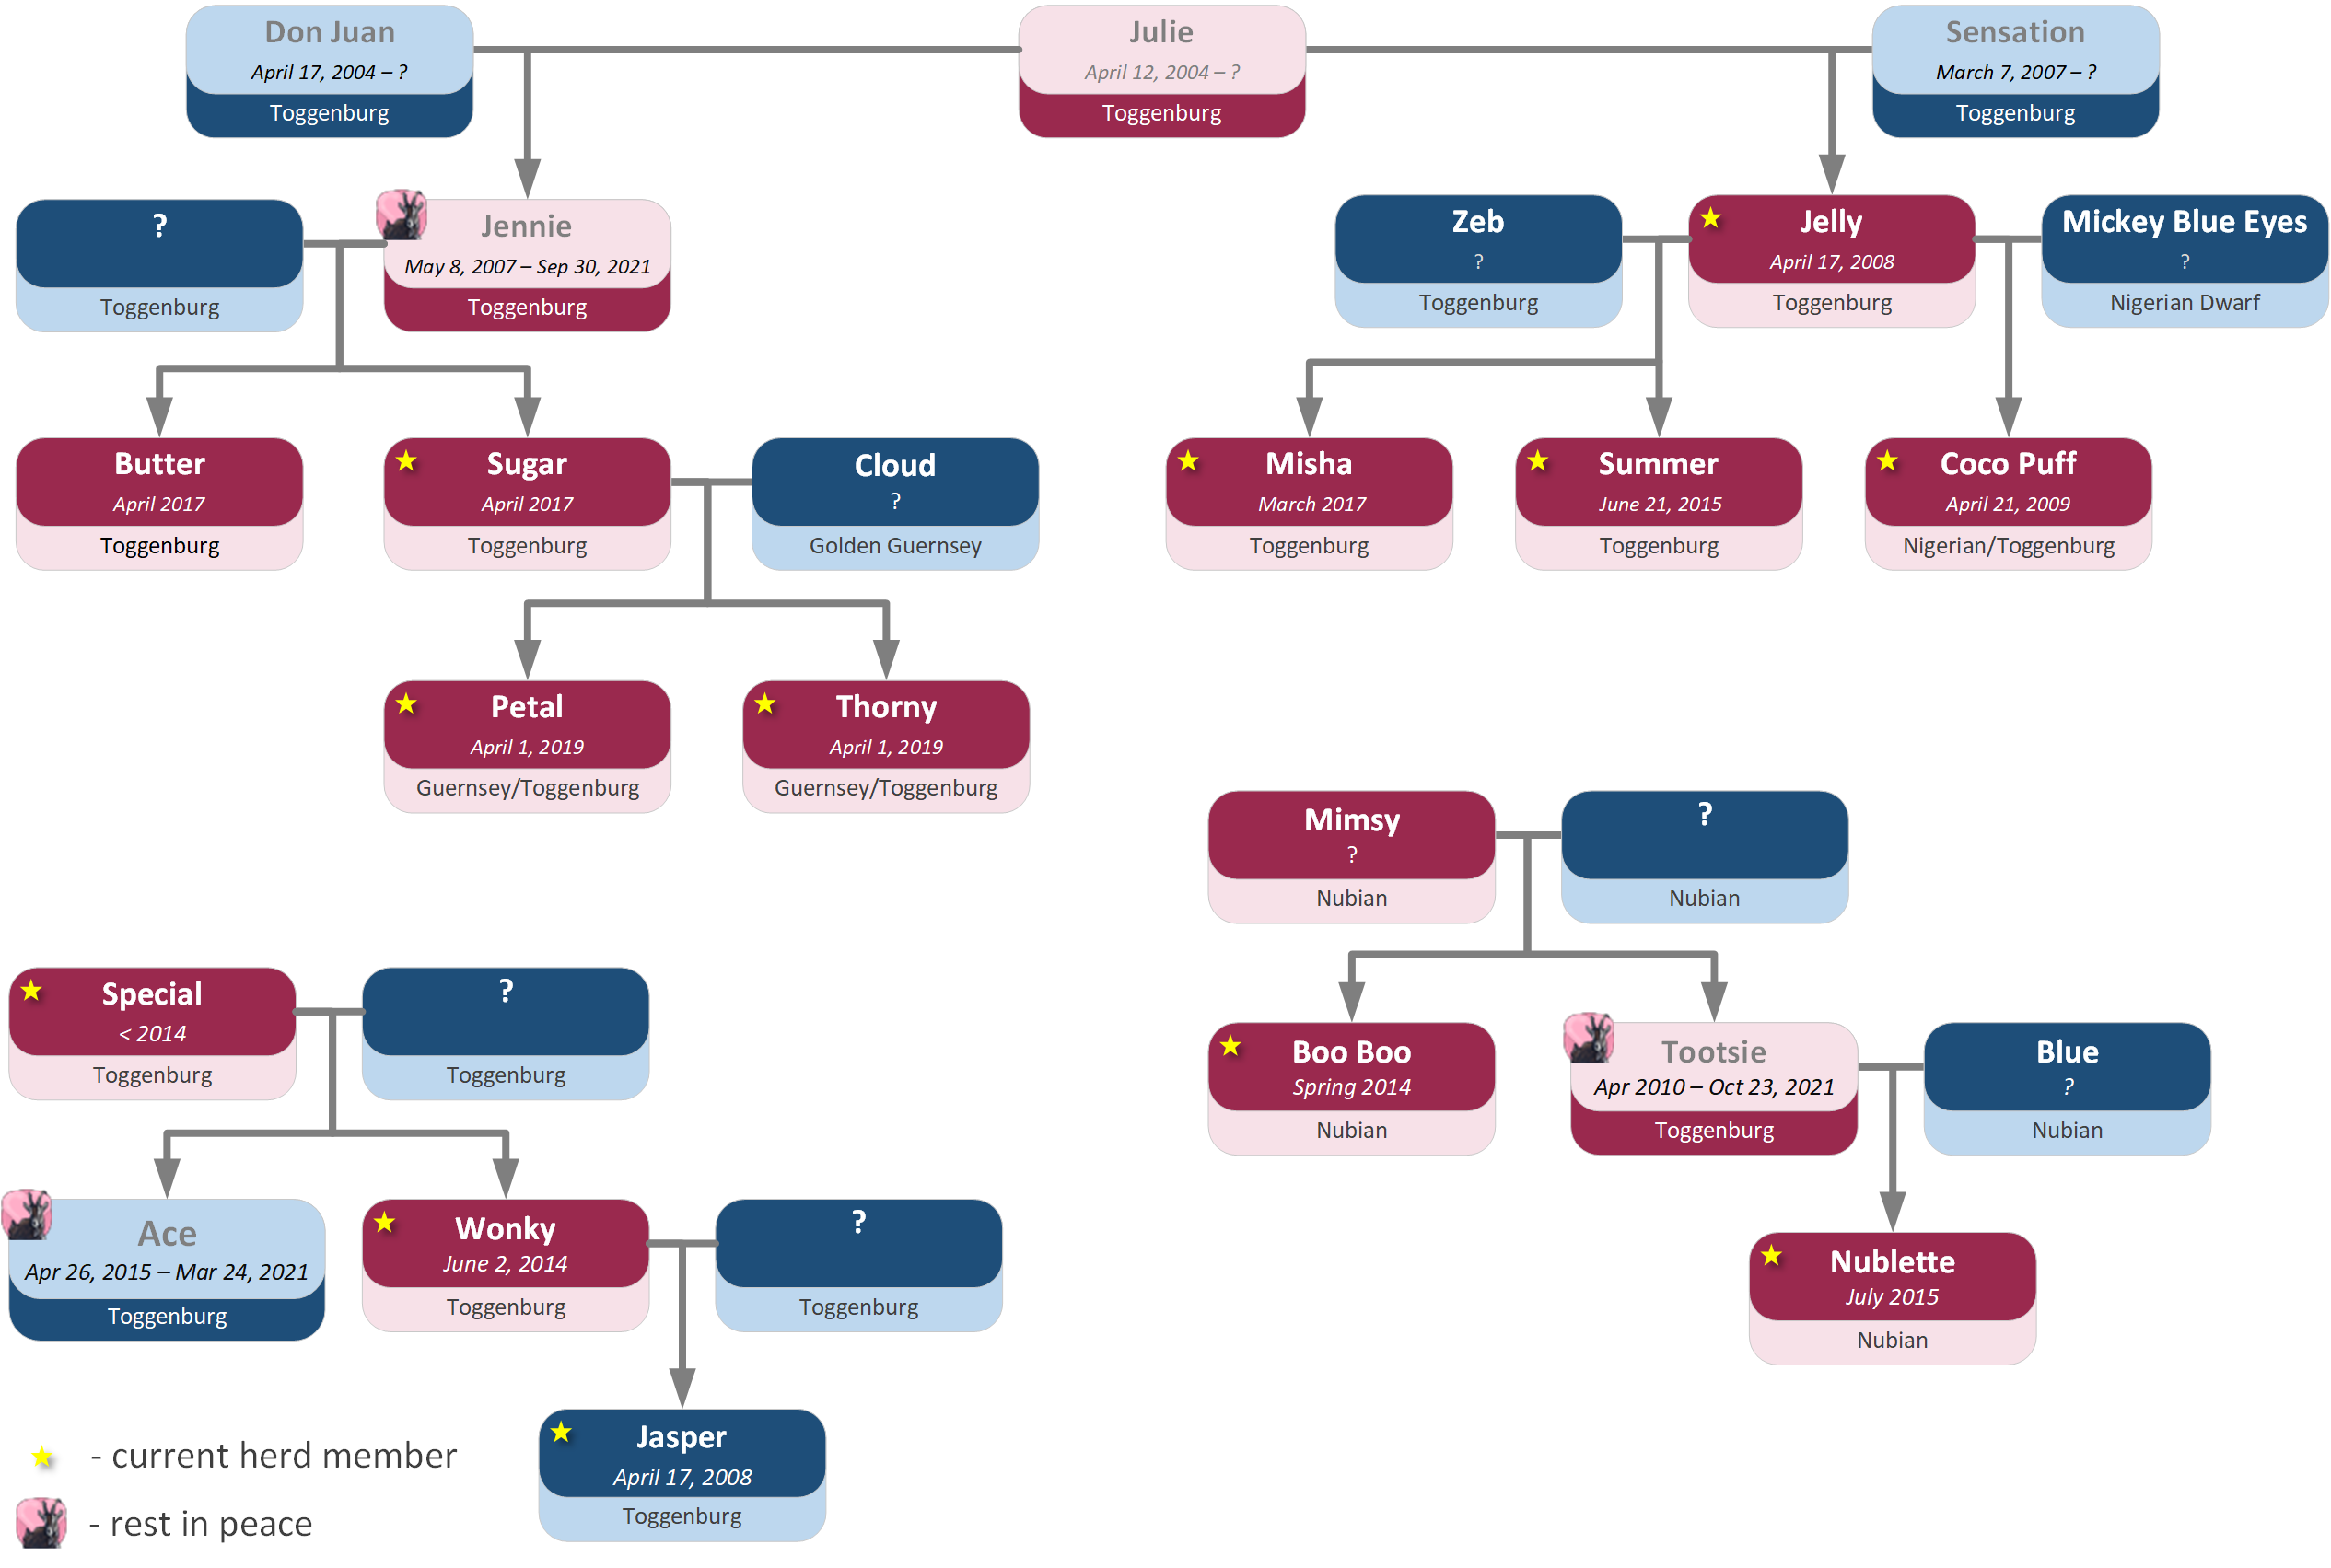 Don Juan
April 17, 2004 – ?
Toggenburg
Julie
April 12, 2004 – ?
Toggenburg
Sensation
March 7, 2007 – ?
Toggenburg
?
Toggenburg
Jennie
May 8, 2007 – Sep 30, 2021
Toggenburg
Zeb
?
Toggenburg
Jelly
April 17, 2008
Toggenburg
Mickey Blue Eyes
?
Nigerian Dwarf
Butter
April 2017
Toggenburg
Sugar
April 2017
Toggenburg
Cloud
?
Golden Guernsey
Misha
March 2017
Toggenburg
Summer
June 21, 2015
Toggenburg
Coco Puff
April 21, 2009
Nigerian/Toggenburg
Petal
April 1, 2019
Guernsey/Toggenburg
Thorny
April 1, 2019
Guernsey/Toggenburg
Mimsy
?
Nubian
?
Nubian
Special
< 2014
Toggenburg
?
Toggenburg
Boo Boo
Spring 2014
Nubian
Tootsie
Apr 2010 – Oct 23, 2021
Toggenburg
Blue
?
Nubian
Ace
Apr 26, 2015 – Mar 24, 2021
Toggenburg
Wonky
June 2, 2014
Toggenburg
?
Toggenburg
Nublette
July 2015
Nubian
Jasper
April 17, 2008
Toggenburg
- current herd member
- rest in peace